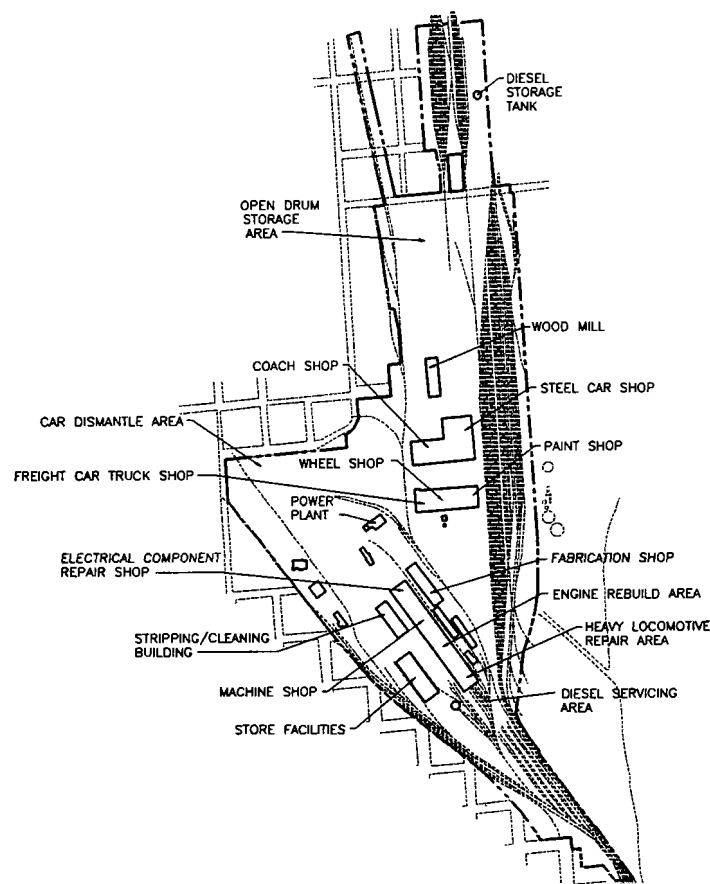 DIESEL
STORAGE
TANK
OPEN DRUM
STORAGE
AREA
WOOD MILL
COACH SHOP
STEEL CAR SHOP
CAR DISMANTLE AREA
PAINT SHOP
WHEEL SHOP
FREIGHT CAR TRUCK SHOP
POWER
PLANT
ELECTRICAL COMPONENT
REPAIR SHOP
FABRICATION SHOP
ENGINE REBUILD AREA
STRIPPING/CLEANING
BUILDING
HEAVY LOCOMOTIVE
REPAIR AREA
MACHINE SHOP
DIESEL SERVICING
AREA
STORE FACILITIES